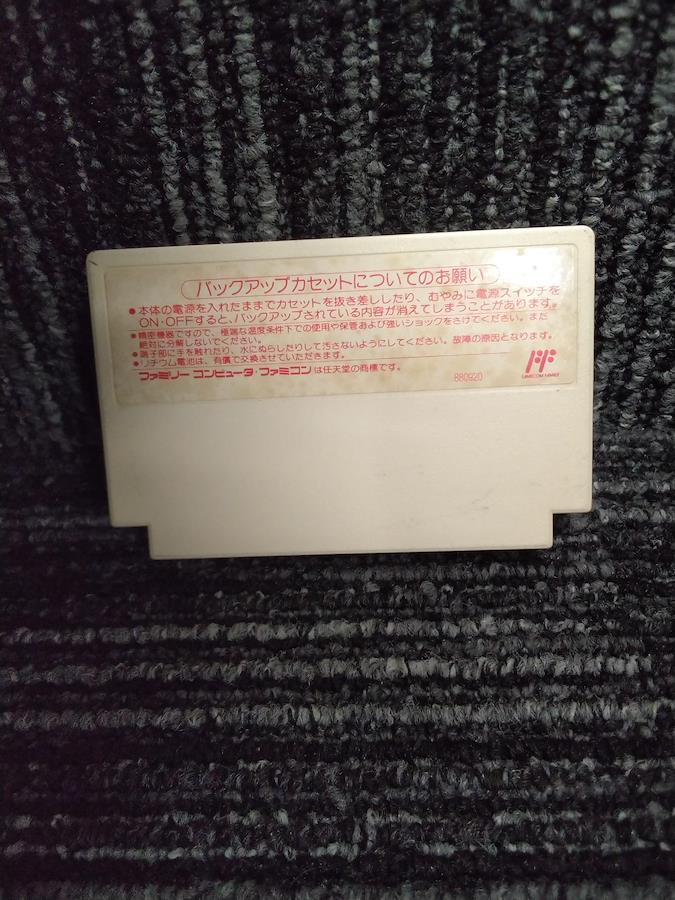 バックアップカセットについてのお願い
●本体の電源を入れたままでカセットを抜き差ししたり、むやみに電源スイッチを
ON・OFFすると、バックアップされている内容が消えてしまうことがあります。
●精密機器ですので、極端な温度条件下での使用や保管および強いショックをさけてください。また
絶対に分解しないでください。
●端子部に手を触れたり、水にぬらしたりして汚さないようにしてください。故障の原因となります。
●リチウム電池は、有償で交換させていただきます。
ファミリー コンピュータ・ファミコンは任天堂の商標です。
880920
FAMICOM FAMILY